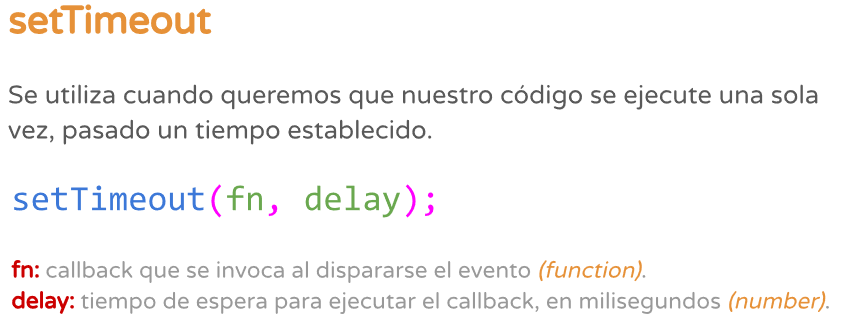 setTimeout
Se utiliza cuando queremos que nuestro código se ejecute una sola
vez, pasado un tiempo establecido.
setTimeout(fn, delay);
fn: callback que se invoca al dispararse el evento (function).
delay: tiempo de espera para ejecutar el callback, en milisegundos (number).